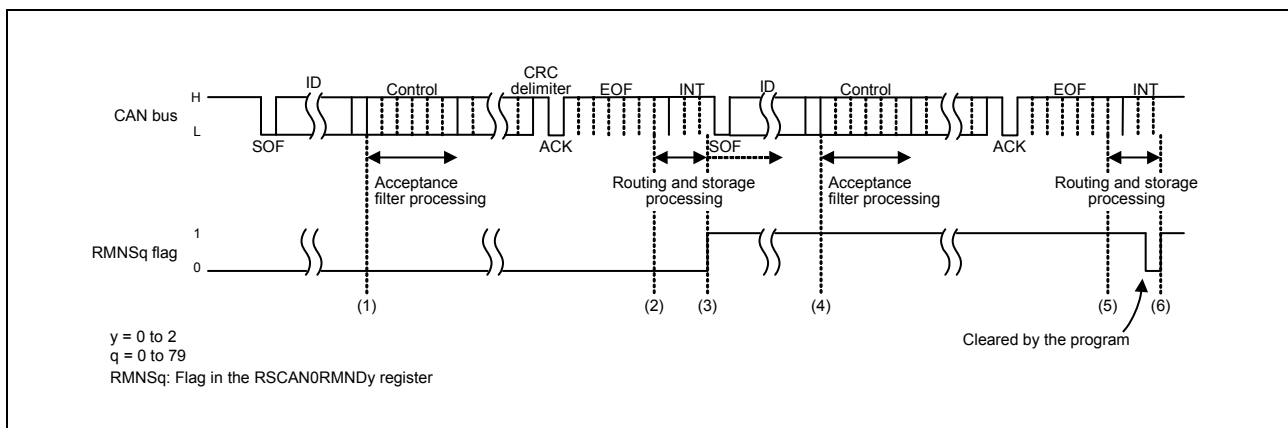 ID
Control
CRC
delimiter
EOF
INT
ID
Control
EOF
INT
H
CAN bus
L
SOF
ACK
SOF
ACK
Acceptance
filter processing
Routing and storage
processing
Acceptance
filter processing
Routing and storage
processing
1
RMNSq flag
0
(1)
(2)
(3)
(4)
(5)
(6)
Cleared by the program
y = 0 to 2
q = 0 to 79
RMNSq: Flag in the RSCAN0RMNDy register